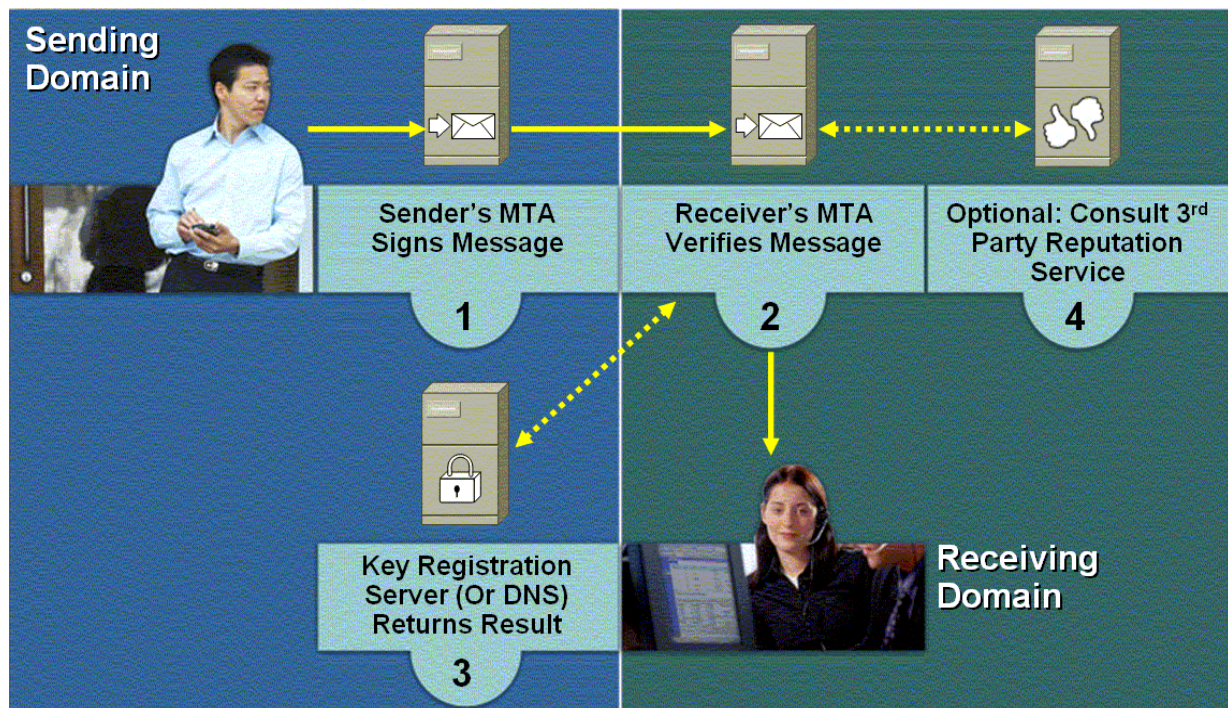 Sending
Domain
Sender's MTA
Signs Message
1
Receiver's MTA
Verifies Message
2
Optional: Consult 3rd
Party Reputation
Service
4
Key Registration
Server (Or DNS)
Returns Result
3
Receiving
Domain